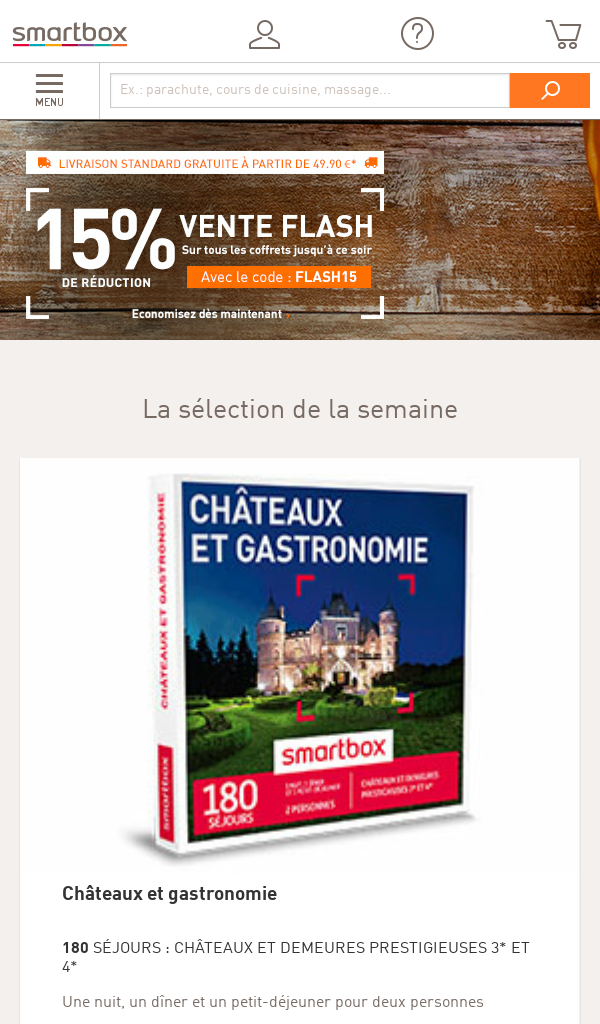 smartbox
MENU
Ex.: parachute, cours de cuisine, massage...
LIVRAISON STANDARD GRATUITE À PARTIR DE 49.90 €*
15%
DE RÉDUCTION
VENTE FLASH
Sur tous les coffrets jusqu'à ce soir
Avec le code : FLASH15
Economisez dès maintenant
La sélection de la semaine
CHÂTEAUX
ET GASTRONOMIE
CHÂTEAUX ET GASTRONOMIE
smartbox
smartbox
180
SÉJOURS
1 NUIT, 1 DÎNER
ET 1 PETIT-DÉJEUNER
2 PERSONNES
CHÂTEAUX ET DEMEURES
PRESTIGIEUSES 3* ET 4*
Châteaux et gastronomie
180 SÉJOURS : CHÂTEAUX ET DEMEURES PRESTIGIEUSES 3* ET
4*
Une nuit, un dîner et un petit-déjeuner pour deux personnes